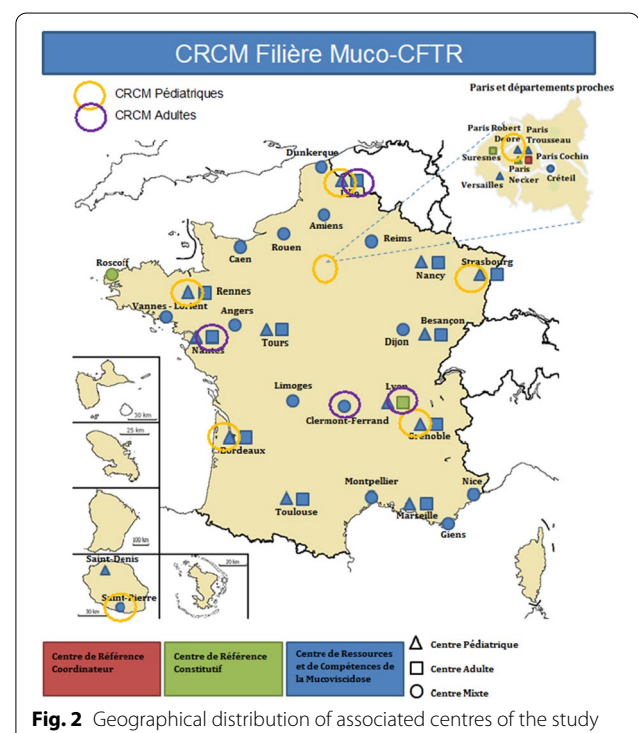 CRCM Filière Muco-CFTR
CRCM Pédiatriques
CRCM Adultes
Paris et départements proches
Paris Robert
Debré
Paris
Trousseau
Suresnes
Paris Cochin
Paris
Necker
Créteil
Versailles
Dunkerque
Amiens
Rouen
Reims
Caen
Roscoff
Nancy
Strasbourg
Rennes
Vannes - Lorient
Angers
Besançon
Nantes
Tours
Dijon
Limoges
Lyon
Clermont-Ferrand
Grenoble
Bordeaux
Montpellier
Nice
Toulouse
Marseille
Giens
30 km
25 km
100 km
Saint-Denis
20 km
Saint-Pierre
30 km
Centre de Référence
Coordinateur
Centre de Référence
Constitutif
Centre de Ressources
et de Compétences de
la Mucoviscidose
Centre Pédiatrique
Centre Adulte
Centre Mixte
Fig. 2 Geographical distribution of associated centres of the study